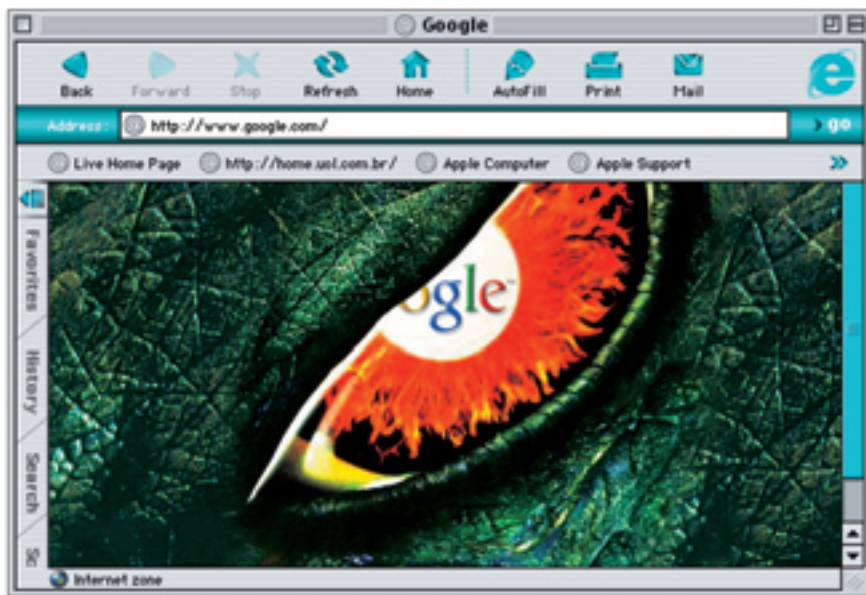 Google
Back Forward Stop Refresh Home AutoFill Print Mail
Address: http://www.google.com/ > go
Live Home Page http://home.uol.com.br/ Apple Computer Apple Support
Favorites
History
Search
Sc
ogle™
Internet zone